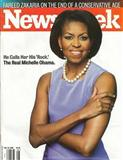 FAREED ZAKARIA ON THE END OF A CONSERVATIVE AGE
Newsweek
He Calls Her His 'Rock.'
The Real Michelle Obama.